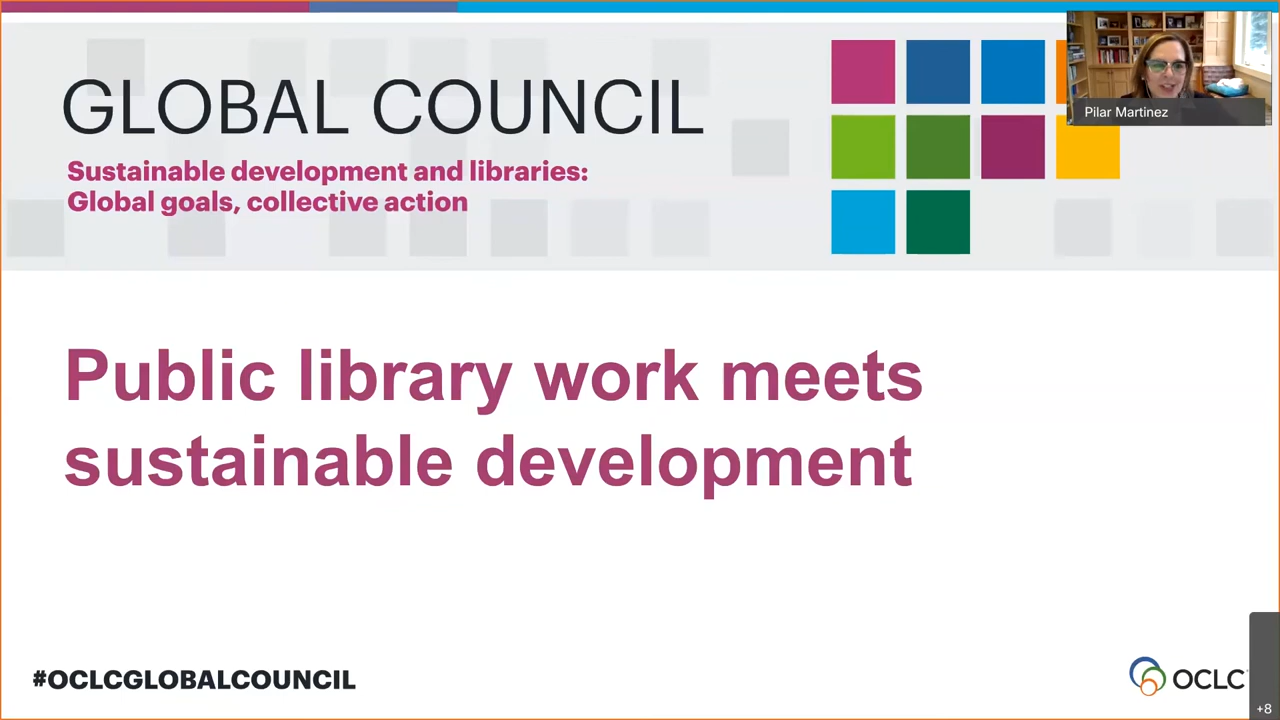 GLOBAL COUNCIL
Sustainable development and libraries:
Global goals, collective action
Pilar Martinez
Public library work meets
sustainable development
#OCLCGLOBALCOUNCIL
OCLC
+8